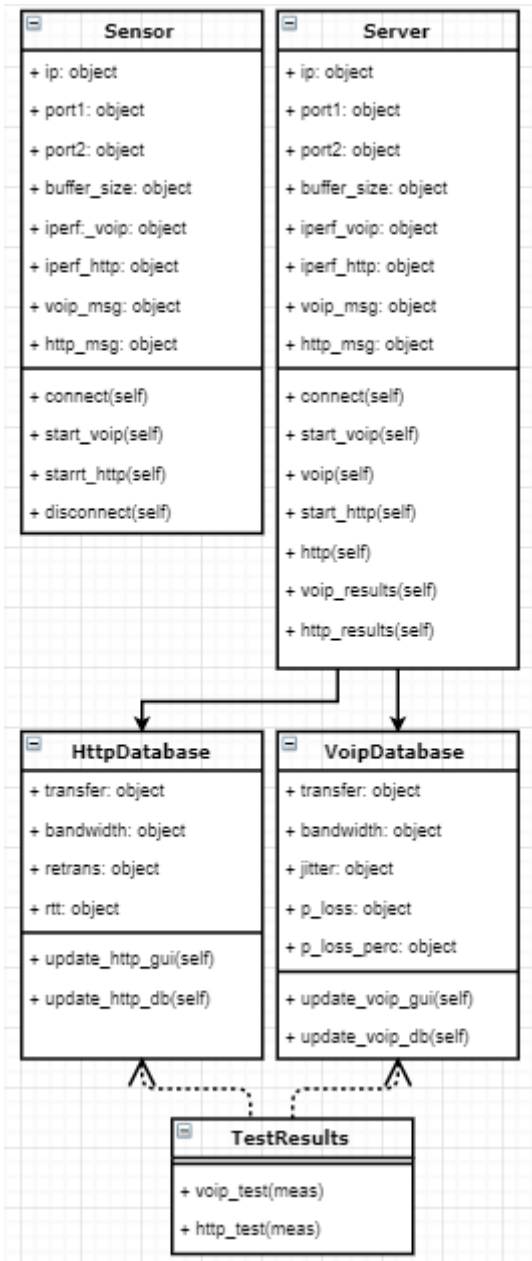 Sensor
+ ip: object
+ port1: object
+ port2: object
+ buffer_size: object
+ iperf:_voip: object
+ iperf_http: object
+ voip_msg: object
+ http_msg: object
+ connect(self)
+ start_voip(self)
+ starrt_http(self)
+ disconnect(self)
Server
+ ip: object
+ port1: object
+ port2: object
+ buffer_size: object
+ iperf_voip: object
+ iperf_http: object
+ voip_msg: object
+ http_msg: object
+ connect(self)
+ start_voip(self)
+ voip(self)
+ start_http(self)
+ http(self)
+ voip_results(self)
+ http_results(self)
HttpDatabase
+ transfer: object
+ bandwidth: object
+ retrans: object
+ rtt: object
+ update_http_gui(self)
+ update_http_db(self)
VoipDatabase
+ transfer: object
+ bandwidth: object
+ jitter: object
+ p_loss: object
+ p_loss_perc: object
+ update_voip_gui(self)
+ update_voip_db(self)
TestResults
+ voip_test(meas)
+ http_test(meas)